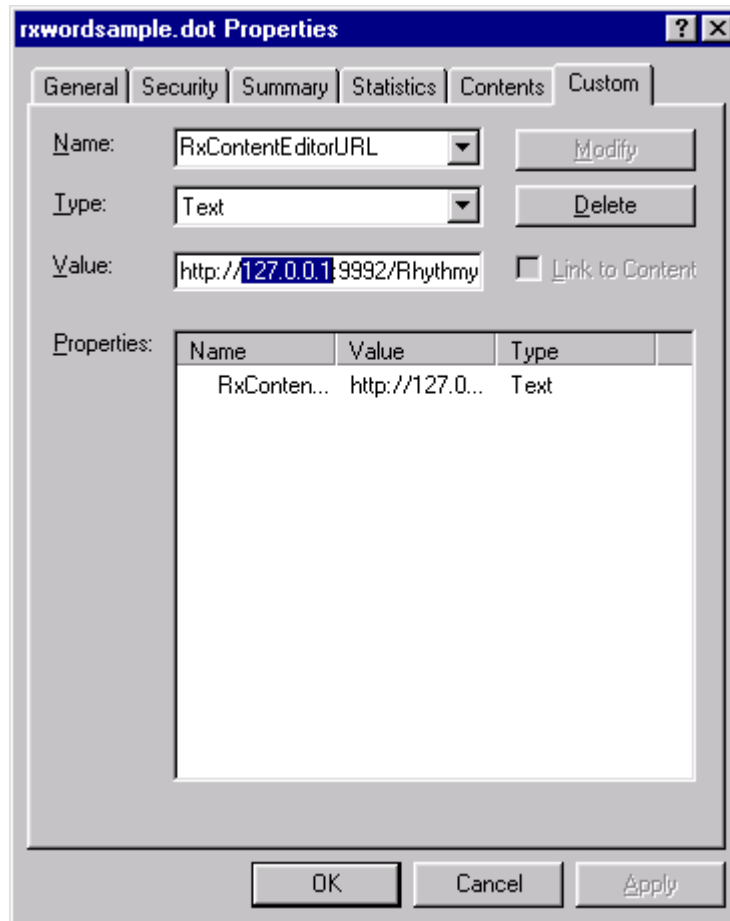 rxwordsample.dot Properties
General Security Summary Statistics Contents Custom
Name: RxContentEditorURL Modify
Type: Text Delete
Value: http://127.0.0.1:9992/Rhythmy Link to Content
Properties: Name Value Type
RxConten... http://127.0... Text
OK Cancel Apply